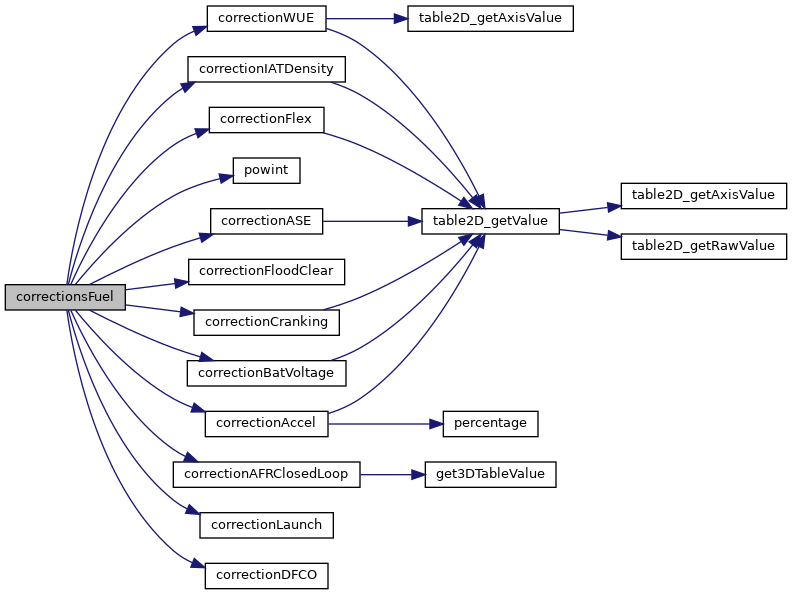 correctionWUE
table2D_getAxisValue
correctionIATDensity
correctionFlex
powint
table2D_getAxisValue
correctionASE
table2D_getValue
table2D_getRawValue
correctionFloodClear
correctionsFuel
correctionCranking
correctionBatVoltage
correctionAccel
percentage
correctionAFRClosedLoop
get3DTableValue
correctionLaunch
correctionDFCO